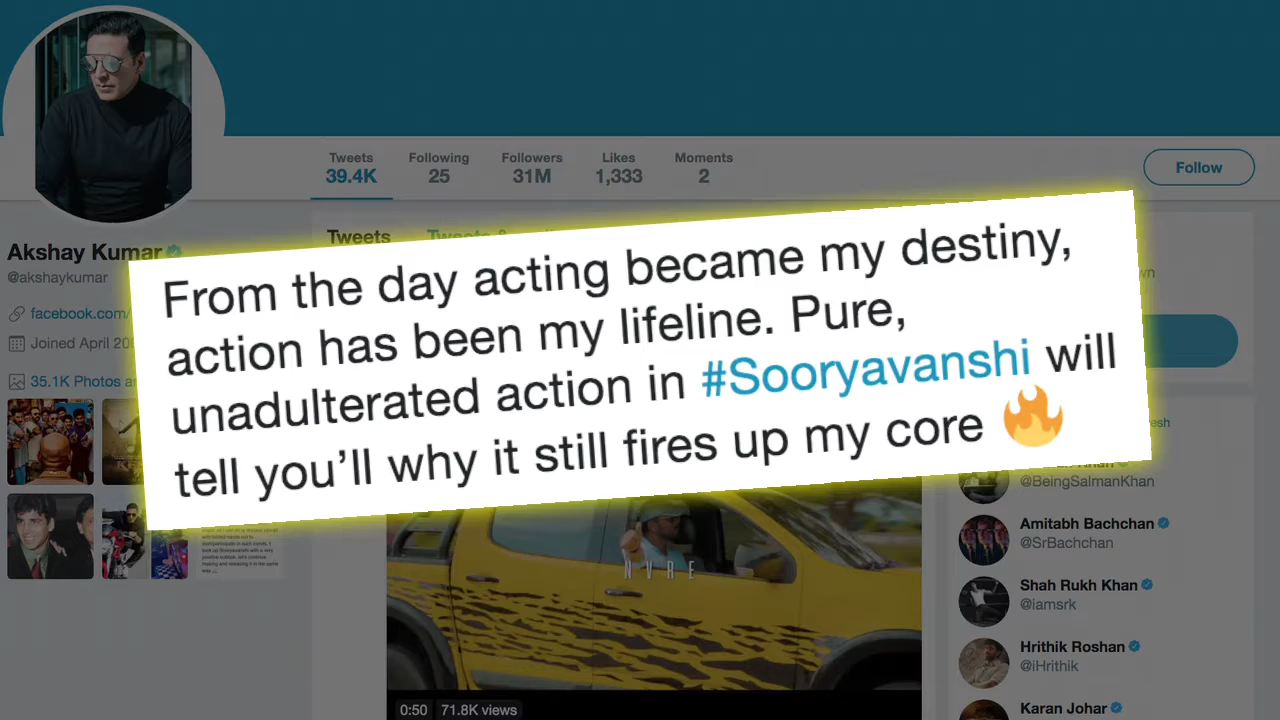 Tweets
39.4K
Following
25
Followers
31M
Likes
1,333
Moments
2
Follow
Akshay Kumar
@akshaykumar
facebook.com/
Joined April
35.1K Photos
Tweets
From the day acting became my destiny,
action has been my lifeline. Pure,
unadulterated action in #Sooryavanshi will
tell you’ll why it still fires up my core 🔥
@BeingSalmanKhan
Amitabh Bachchan
@SrBachchan
Shah Rukh Khan
@iamsrk
Hrithik Roshan
@iHrithik
Karan Johar
NVRE
0:50 71.8K views